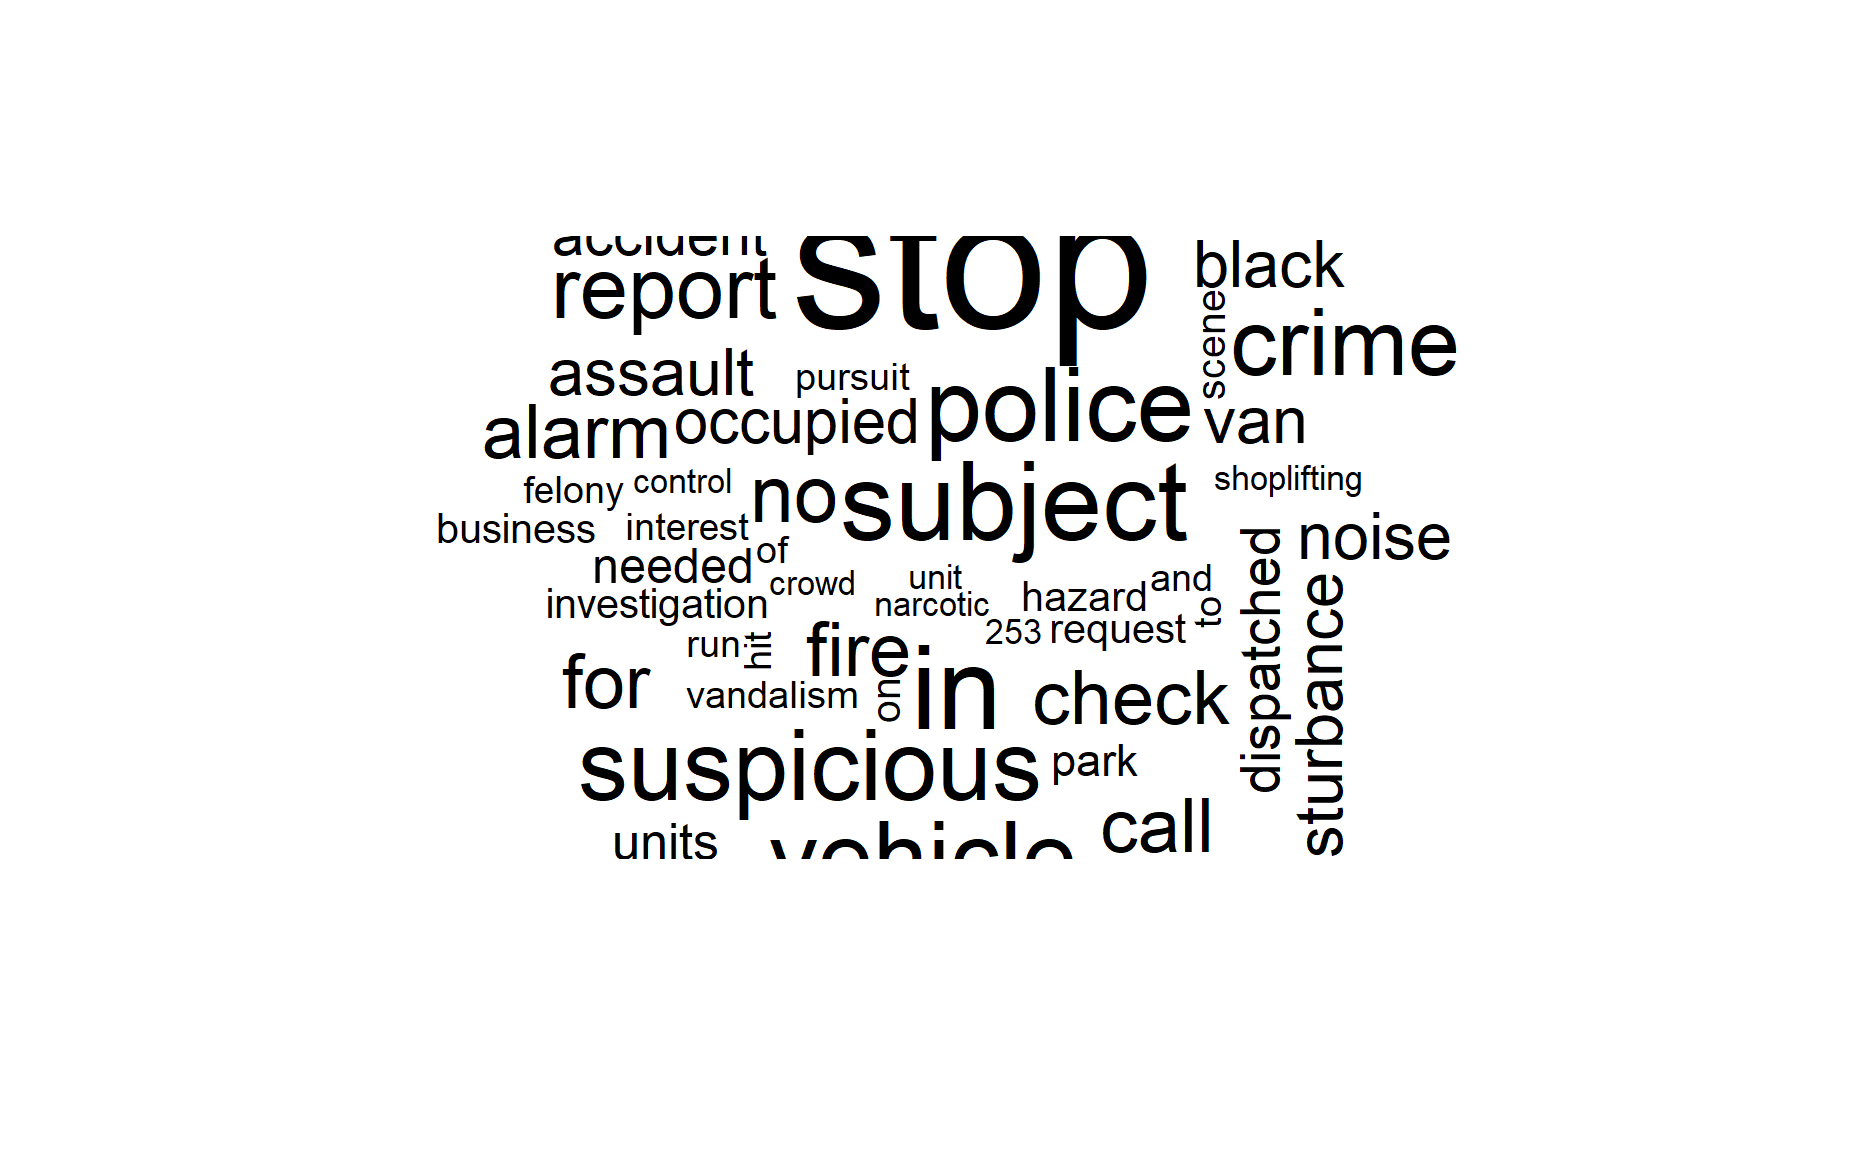 accident
stop
black
report
scene
crime
assault
pursuit
police
alarm
occupied
van
felony
control
no
subject
shoplifting
business
interest
noise
needed
of
dispatched
investigation
crowd
unit
narcotic
hazard
and
to
sturbance
253
request
run
hit
fire
for
vandalism
on
in
check
suspicious
park
units
vehicle
call